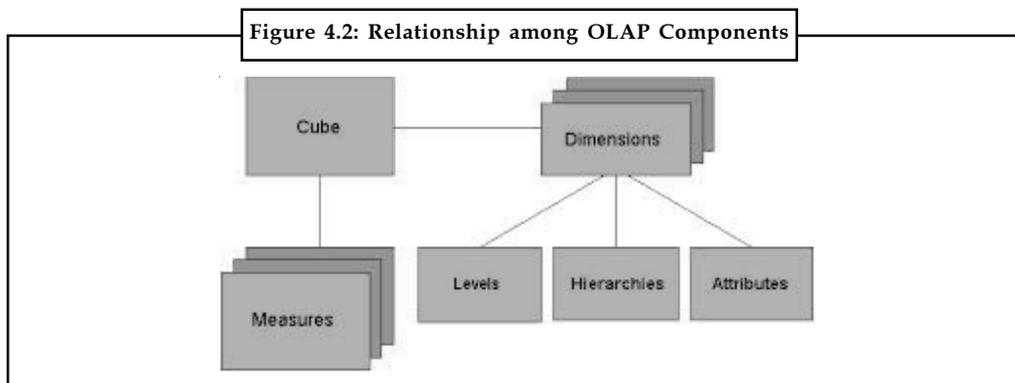 Figure 4.2: Relationship among OLAP Components
Cube
Dimensions
Levels
Hierarchies
Attributes
Measures